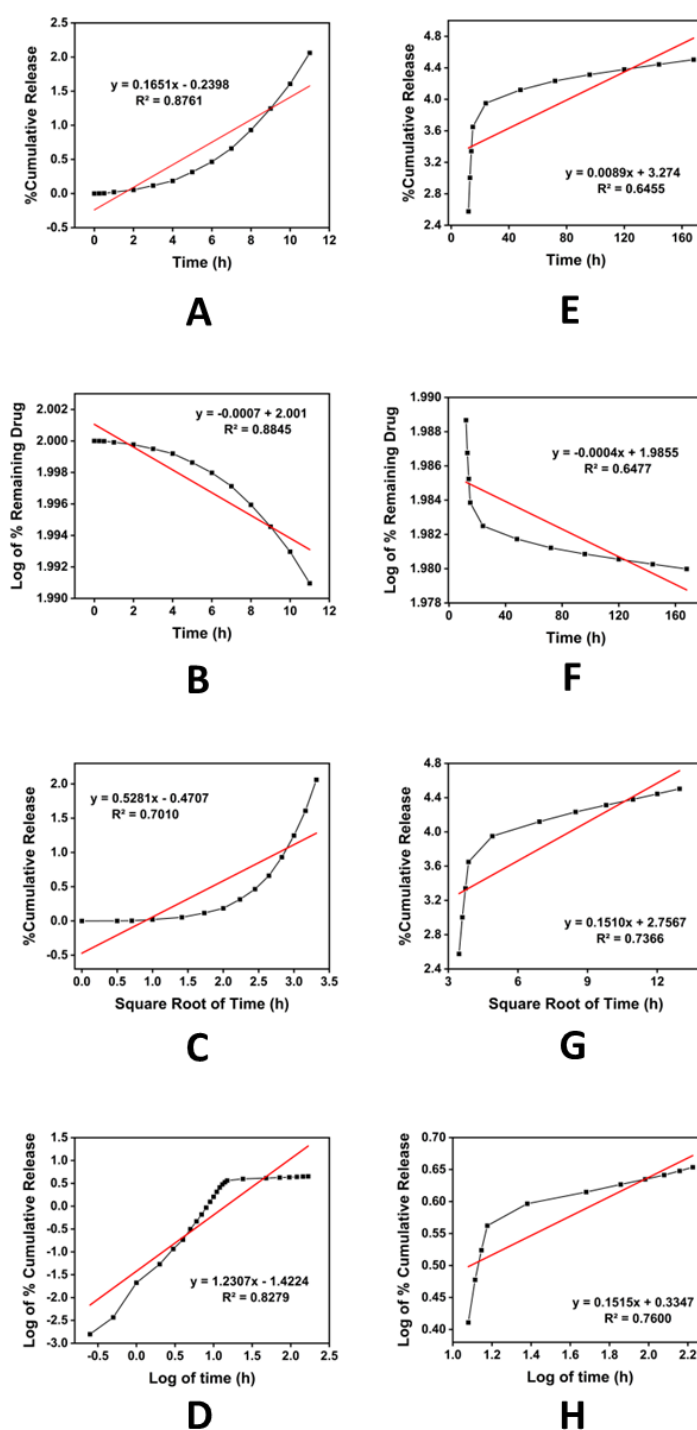 2.5
2.0
1.5
1.0
0.5
0.0
-0.5
%Cumulative Release
y = 0.1651x - 0.2398
R² = 0.8761
0 2 4 6 8 10 12
Time (h)
A
4.8
4.2
3.6
3.0
2.4
%Cumulative Release
y = 0.0089x + 3.274
R² = 0.6455
0 40 80 120 160
Time (h)
E
2.002
2.000
1.998
1.996
1.994
1.992
1.990
Log of % Remaining Drug
y = -0.0007 + 2.001
R² = 0.8845
0 2 4 6 8 10 12
Time (h)
B
1.990
1.988
1.986
1.984
1.982
1.980
1.978
Log of % Remaining Drug
y = -0.0004x + 1.9855
R² = 0.6477
0 40 80 120 160
Time (h)
F
2.0
1.5
1.0
0.5
0.0
-0.5
%Cumulative Release
y = 0.5281x - 0.4707
R² = 0.7010
0.0 0.5 1.0 1.5 2.0 2.5 3.0 3.5
Square Root of Time (h)
C
4.8
4.4
3.6
3.0
2.4
%Cumulative Release
y = 0.1510x + 2.7567
R² = 0.7366
3 6 9 12
Square Root of Time (h)
G
1.5
1.0
0.5
0.0
-0.5
-1.0
-1.5
-2.0
-2.5
-3.0
Log of % Cumulative Release
y = 1.2307x - 1.4224
R² = 0.8279
-0.5 0.0 0.5 1.0 1.5 2.0 2.5
Log of time (h)
D
0.70
0.65
0.60
0.55
0.50
0.40
Log of % Cumulative Release
y = 0.1515x + 0.3347
R² = 0.7600
1.0 1.2 1.4 1.6 1.8 2.0 2.2
Log of time (h)
H